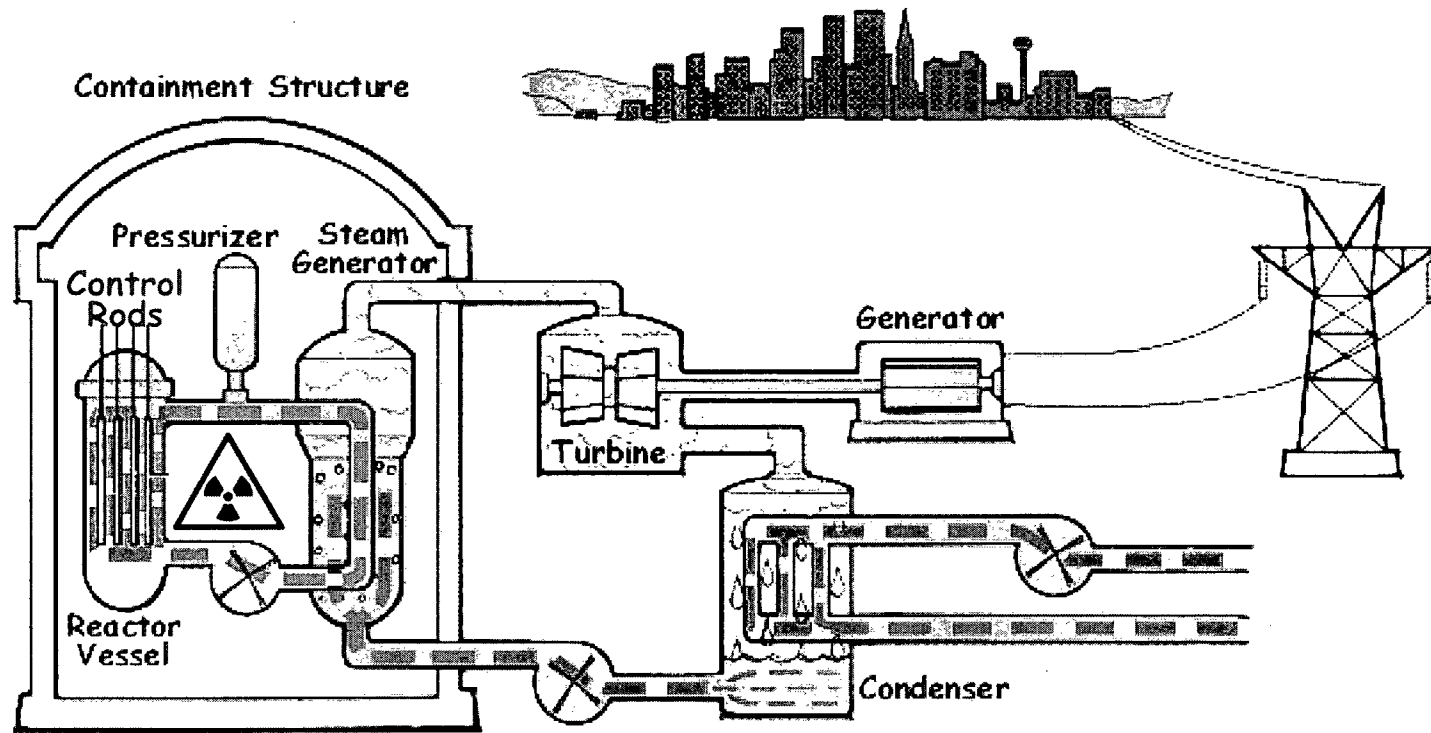 Containment Structure
Pressurizer
Steam
Generator
Control
Rods
Generator
Turbine
Reactor
Vessel
Condenser